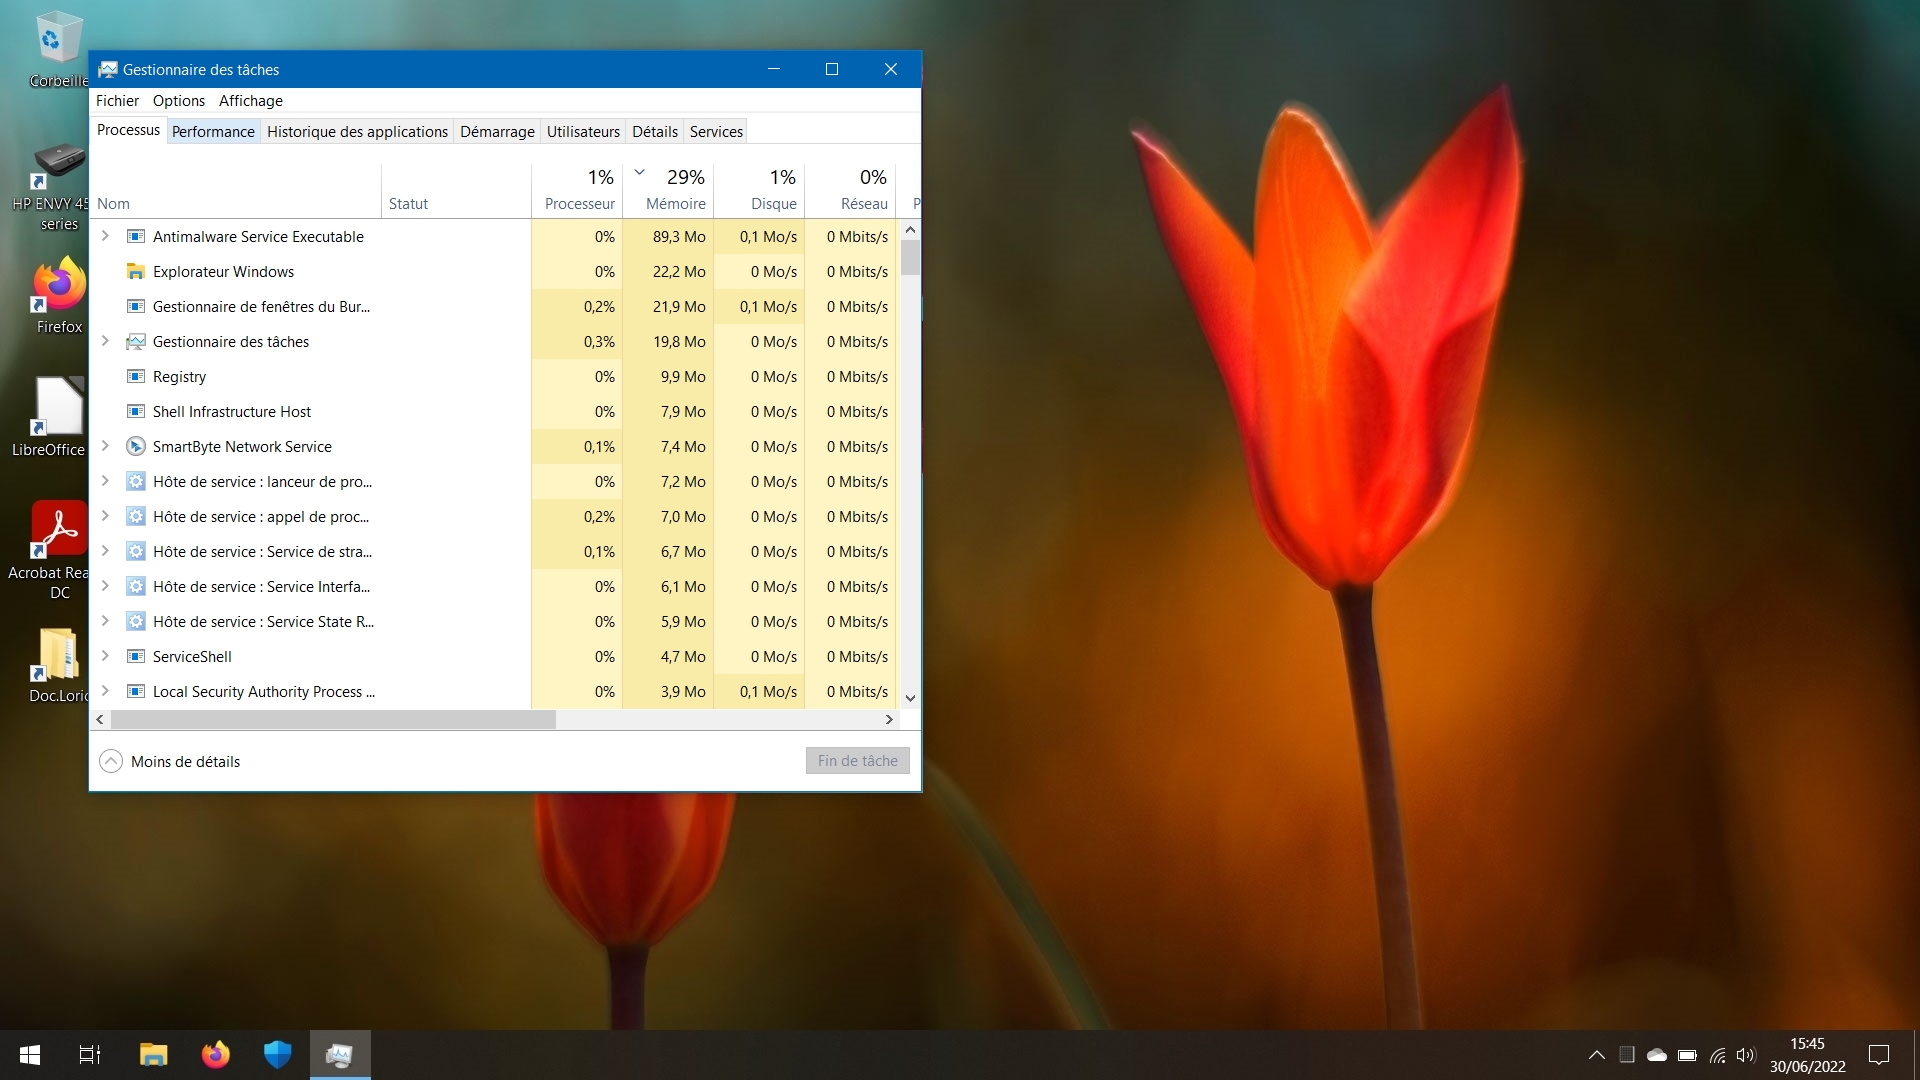 Corbeille
HP ENVY 45
series
Firefox
LibreOffice
Acrobat Rea
DC
Doc.Loric
Gestionnaire des tâches
Fichier Options Affichage
Processus Performance Historique des applications Démarrage Utilisateurs Détails Services
1% 29% 1% 0%
Nom Statut Processeur Mémoire Disque Réseau P
Antimalware Service Executable 0% 89,3 Mo 0,1 Mo/s 0 Mbits/s
Explorateur Windows 0% 22,2 Mo 0 Mo/s 0 Mbits/s
Gestionnaire de fenêtres du Bur... 0,2% 21,9 Mo 0,1 Mo/s 0 Mbits/s
Gestionnaire des tâches 0,3% 19,8 Mo 0 Mo/s 0 Mbits/s
Registry 0% 9,9 Mo 0 Mo/s 0 Mbits/s
Shell Infrastructure Host 0% 7,9 Mo 0 Mo/s 0 Mbits/s
SmartByte Network Service 0,1% 7,4 Mo 0 Mo/s 0 Mbits/s
Hôte de service : lanceur de pro... 0% 7,2 Mo 0 Mo/s 0 Mbits/s
Hôte de service : appel de proc... 0,2% 7,0 Mo 0 Mo/s 0 Mbits/s
Hôte de service : Service de stra... 0,1% 6,7 Mo 0 Mo/s 0 Mbits/s
Hôte de service : Service Interfa... 0% 6,1 Mo 0 Mo/s 0 Mbits/s
Hôte de service : Service State R... 0% 5,9 Mo 0 Mo/s 0 Mbits/s
ServiceShell 0% 4,7 Mo 0 Mo/s 0 Mbits/s
Local Security Authority Process ... 0% 3,9 Mo 0,1 Mo/s 0 Mbits/s
Moins de détails Fin de tâche
15:45
30/06/2022